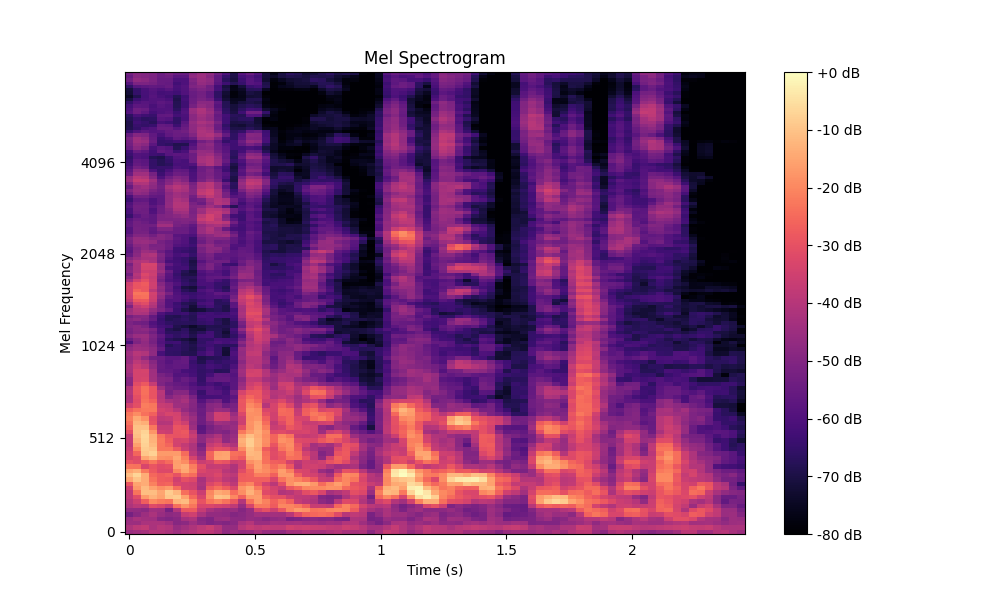 Mel Spectrogram
+0 dB
-10 dB
-20 dB
-30 dB
-40 dB
-50 dB
-60 dB
-70 dB
-80 dB
Mel Frequency
4096
2048
1024
512
0
0
0.5
1
1.5
2
Time (s)